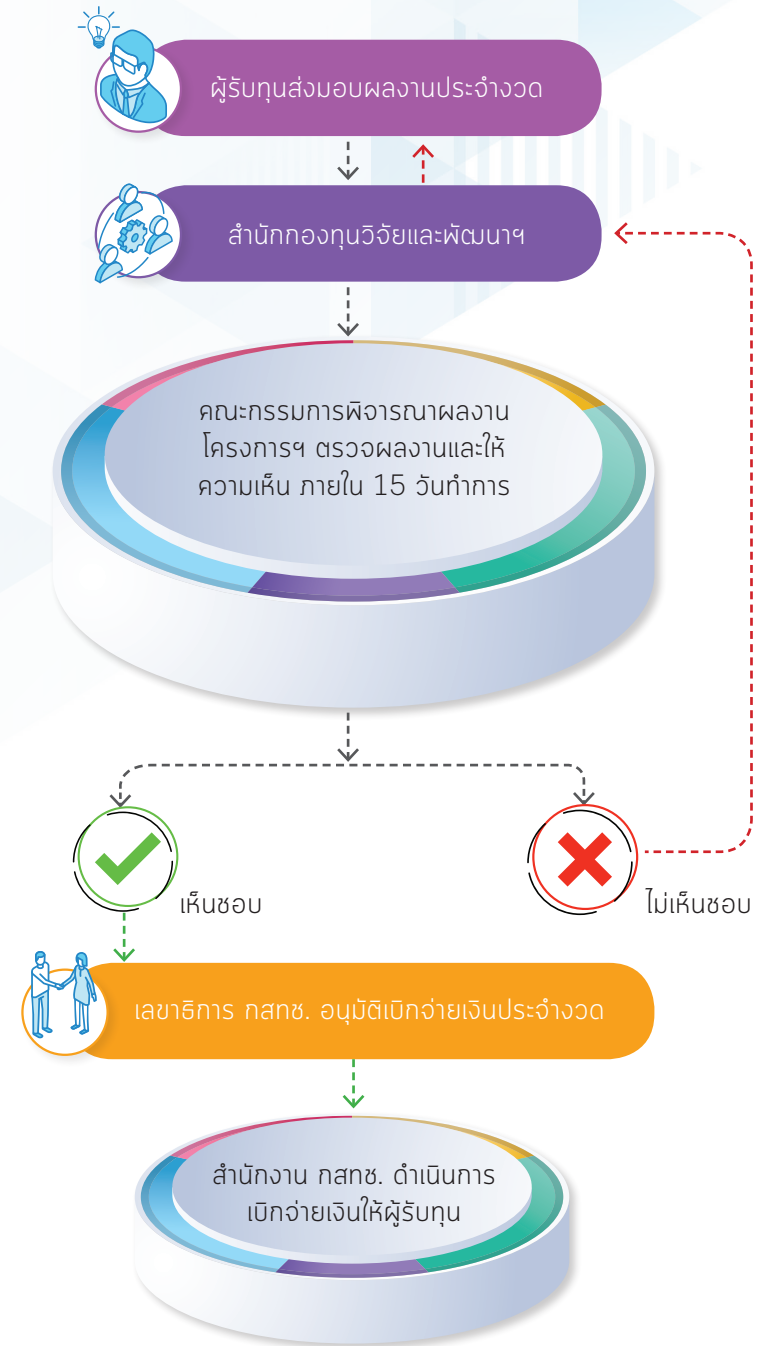 ผู้รับทุนส่งมอบผลงานประจำงวด
สำนักกองทุนวิจัยและพัฒนาฯ
คณะกรรมการพิจารณาผลงาน
โครงการฯ ตรวจผลงานและให้
ความเห็น ภายใน 15 วันทำการ
เห็นชอบ
ไม่เห็นชอบ
เลขาธิการ กสทช. อนุมัติเบิกจ่ายเงินประจำงวด
สำนักงาน กสทช. ดำเนินการ
เบิกจ่ายเงินให้ผู้รับทุน